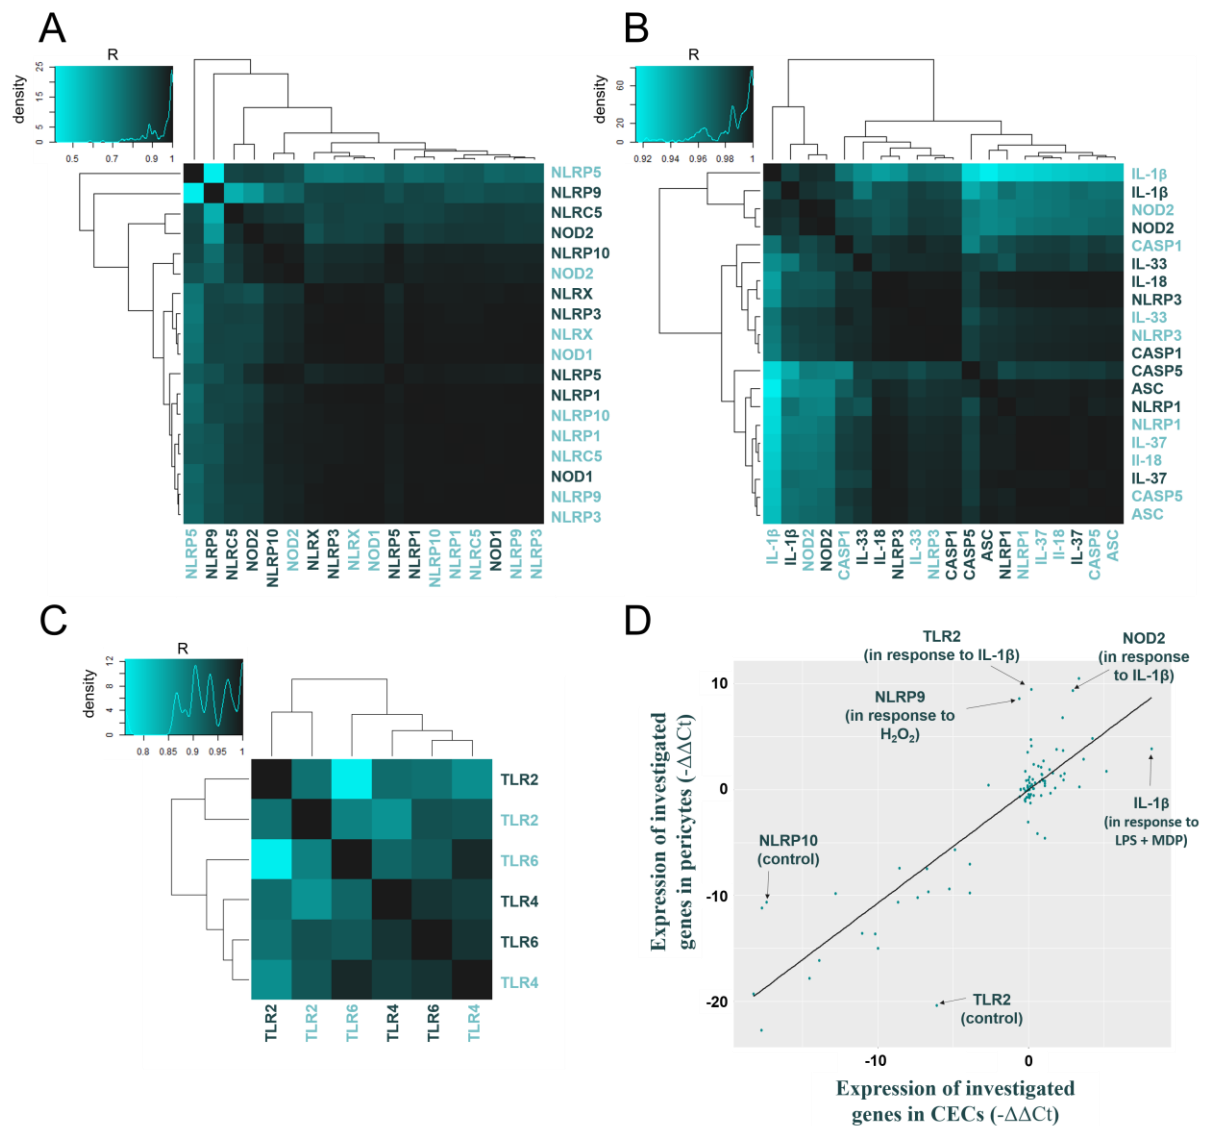 A
R
density
25
15
5
0
0.5
0.7
0.9
1
NLRP5
NLRP9
NLRC5
NOD2
NLRP10
NOD2
NLRX
NLRP3
NLRX
NOD1
NLRP5
NLRP1
NLRP10
NLRP1
NLRC5
NOD1
NLRP9
NLRP3
NLRP5
NLRP9
NLRC5
NOD2
NLRP10
NOD2
NLRX
NLRP3
NLRX
NOD1
NLRP5
NLRP1
NLRP10
NLRP1
NLRC5
NOD1
NLRP9
NLRP3
B
R
density
60
20
0
0.92
0.94
0.96
0.98
1
IL-1β
IL-1β
NOD2
NOD2
CASP1
IL-33
IL-18
NLRP3
IL-33
NLRP3
CASP1
CASP5
ASC
NLRP1
NLRP1
IL-37
Il-18
IL-37
CASP5
ASC
IL-1β
IL-1β
NOD2
NOD2
CASP1
IL-33
IL-18
NLRP3
IL-33
NLRP3
CASP1
CASP5
ASC
NLRP1
NLRP1
IL-37
Il-18
IL-37
CASP5
ASC
C
R
density
12
8
4
0
0.8
0.85
0.9
0.95
1
TLR2
TLR2
TLR6
TLR4
TLR6
TLR4
TLR2
TLR2
TLR6
TLR4
TLR6
TLR4
D
TLR2
(in response to IL-1β)
NOD2
(in response
to IL-1β)
NLRP9
(in response to
H₂O₂)
IL-1β
(in response to
LPS + MDP)
NLRP10
(control)
TLR2
(control)
10
0
-10
-20
-10
0
Expression of investigated
genes in pericytes (-ΔΔCt)
Expression of investigated
genes in CECs (-ΔΔCt)